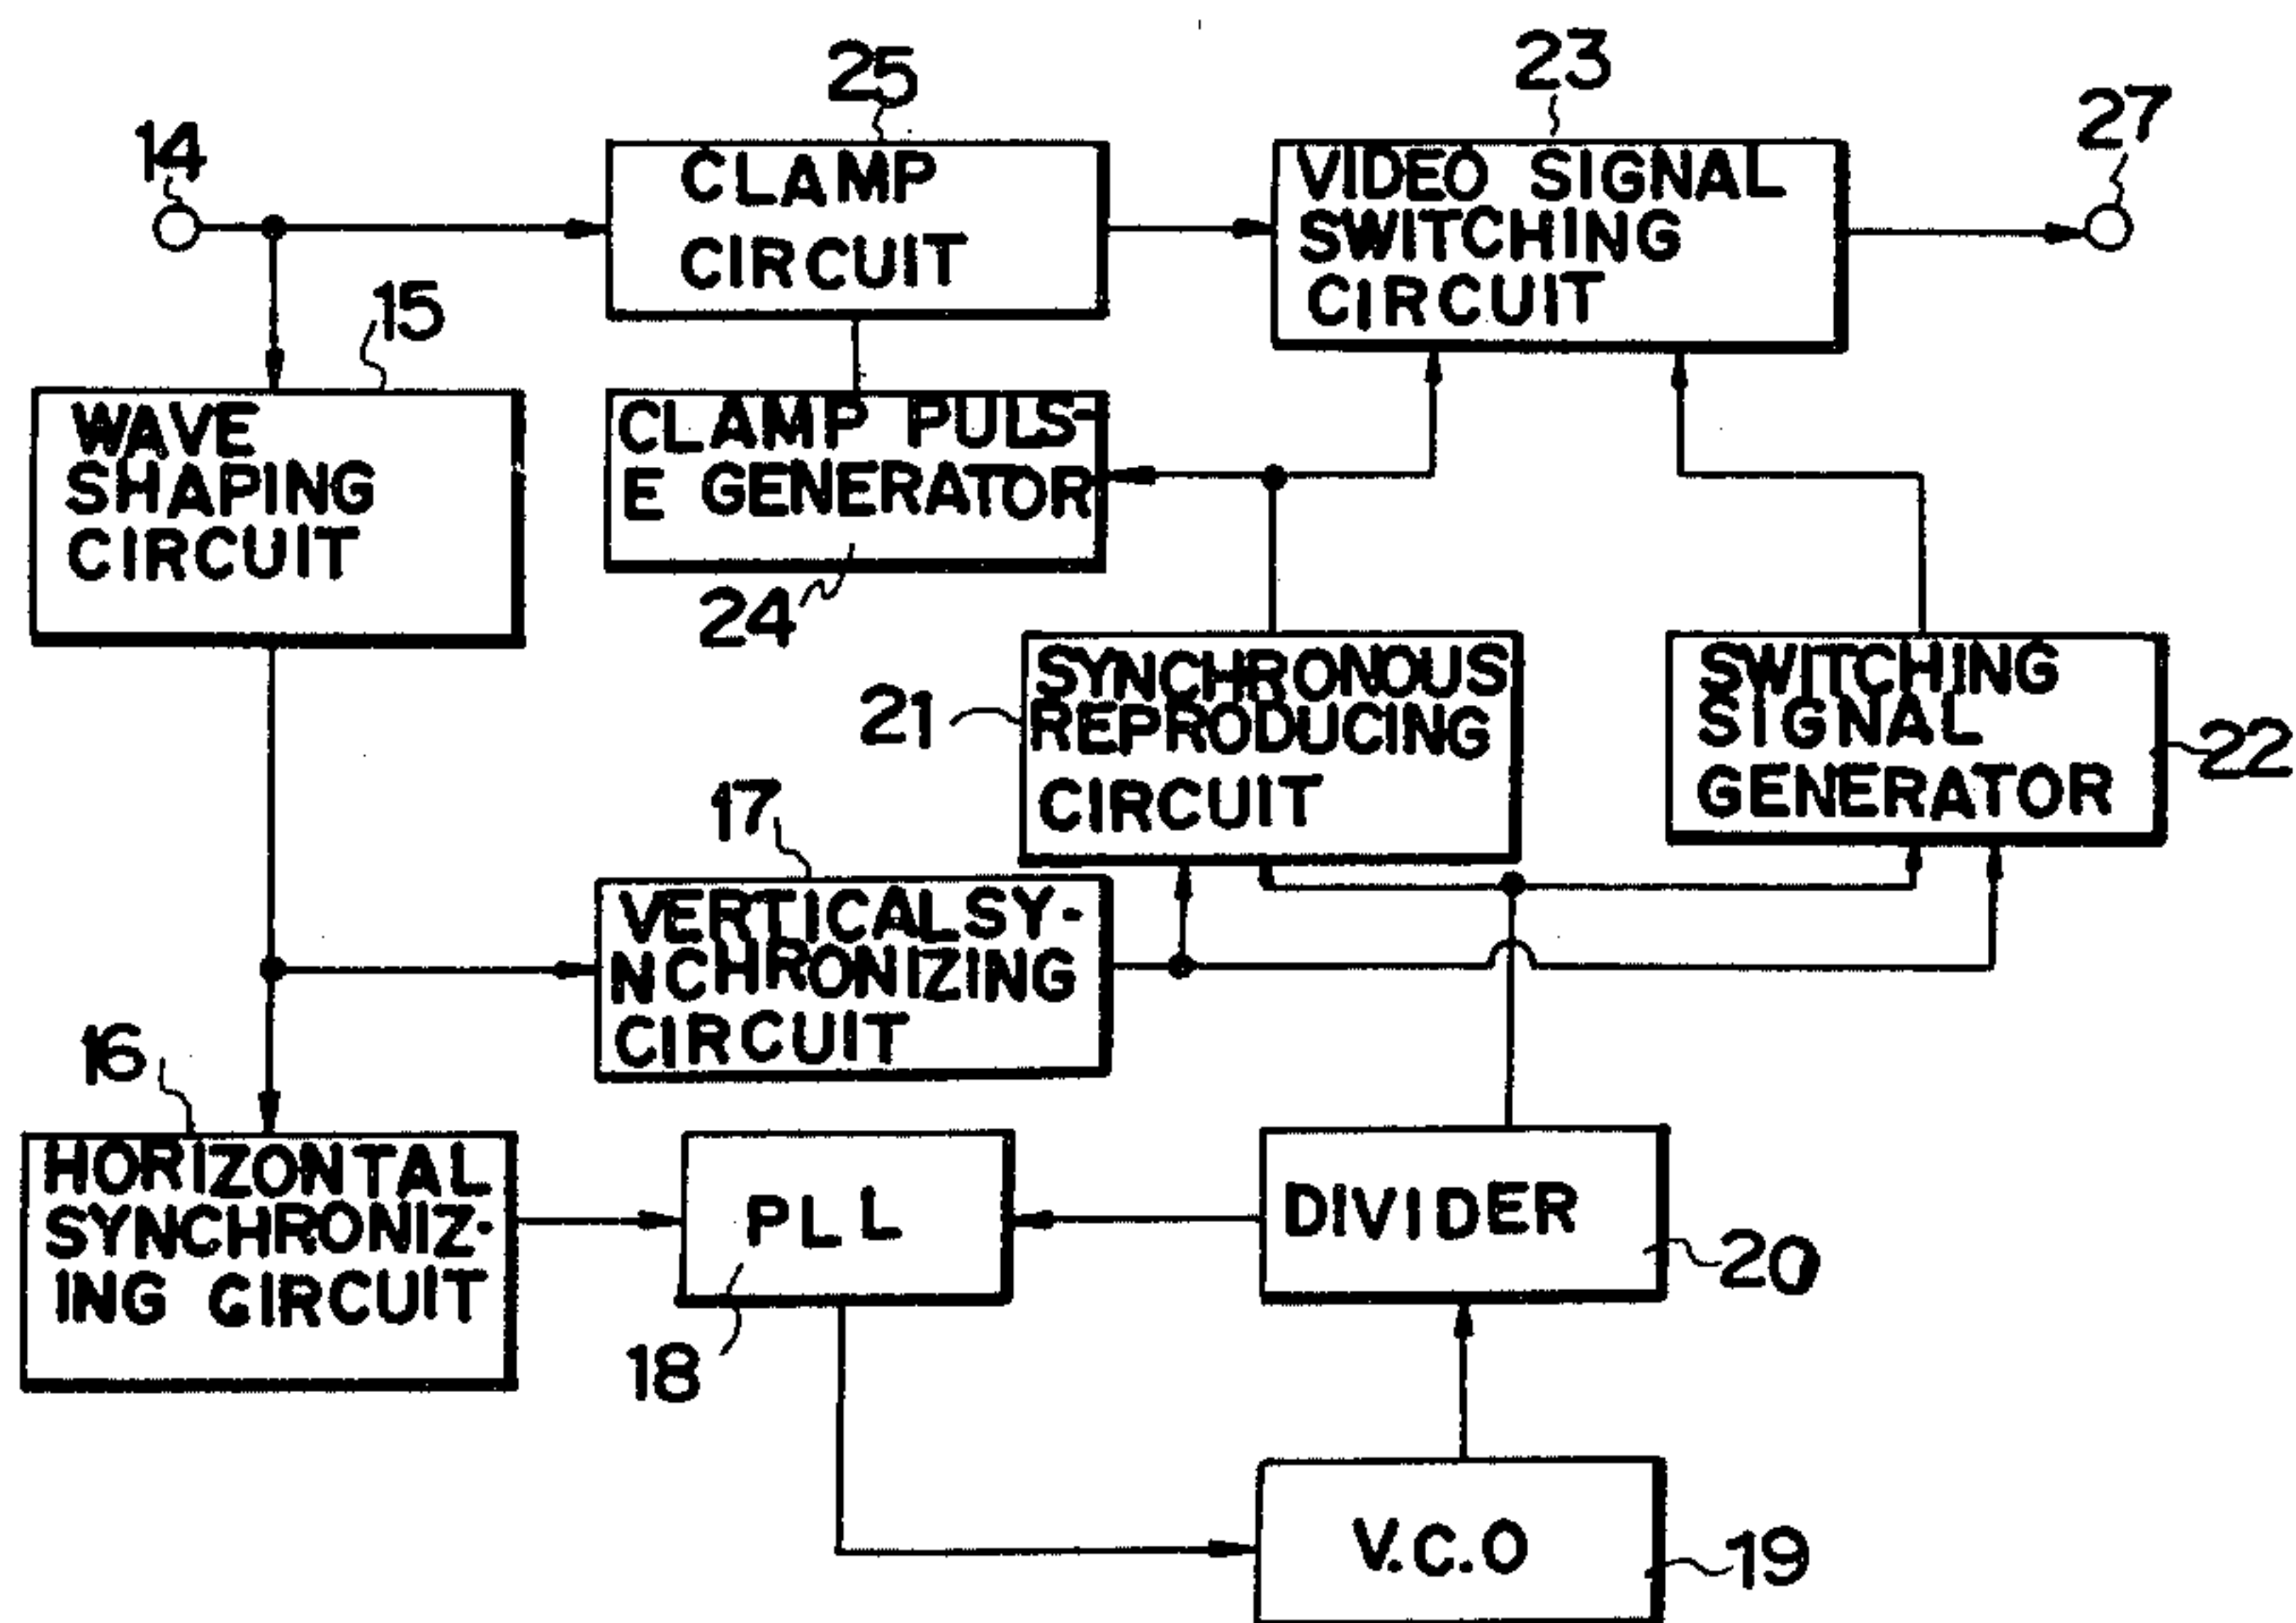 25
23
27
14
CLAMP
CIRCUIT
VIDEO SIGNAL
SWITCHING
CIRCUIT
15
WAVE
SHAPING
CIRCUIT
CLAMP PULS-
E GENERATOR
24
21
SYNCHRONOUS
REPRODUCING
CIRCUIT
SWITCHING
SIGNAL
GENERATOR
22
17
VERTICAL SY-
NCHRONIZING
CIRCUIT
16
HORIZONTAL
SYNCHRONIZ-
ING CIRCUIT
PLL
18
DIVIDER
20
V.C.O
19